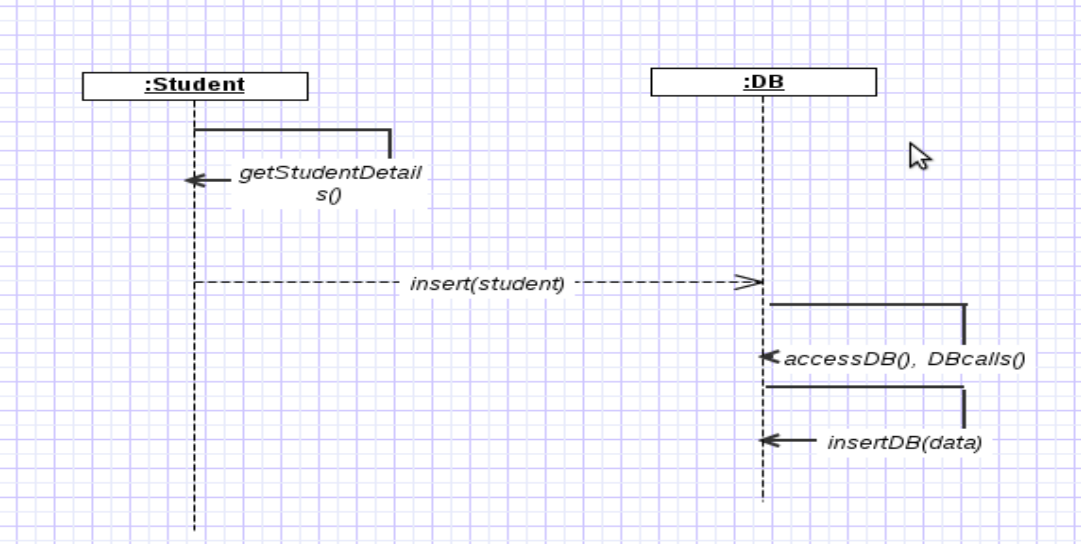 :Student
:DB
getStudentDetail
s()
insert(student)
accessDB(), DBcalls()
insertDB(data)